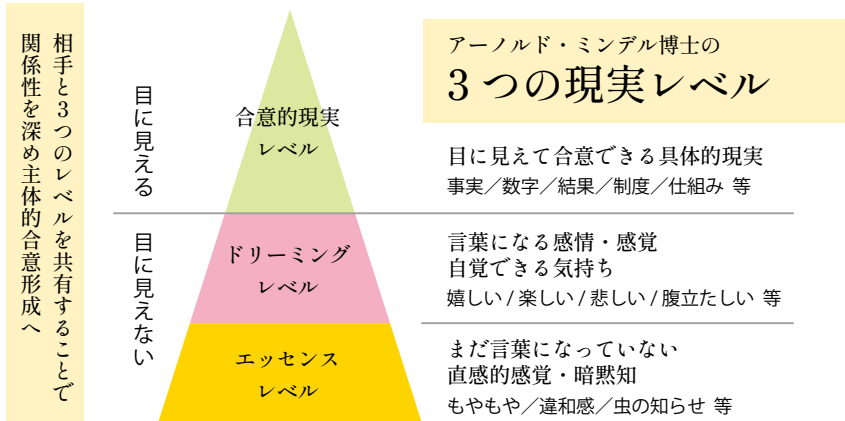 相手と３つのレベルを共有することで
関係性を深め主体的合意形成へ
目に見える
目に見えない
合意的現実
レベル
ドリーミング
レベル
エッセンス
レベル
アーノルド・ミンデル博士の
３つの現実レベル
目に見えて合意できる具体的現実
事実／数字／結果／制度／仕組み 等
言葉になる感情・感覚
自覚できる気持ち
嬉しい / 楽しい / 悲しい / 腹立たしい 等
まだ言葉になっていない
直感的感覚・暗黙知
もやもや／違和感／虫の知らせ 等